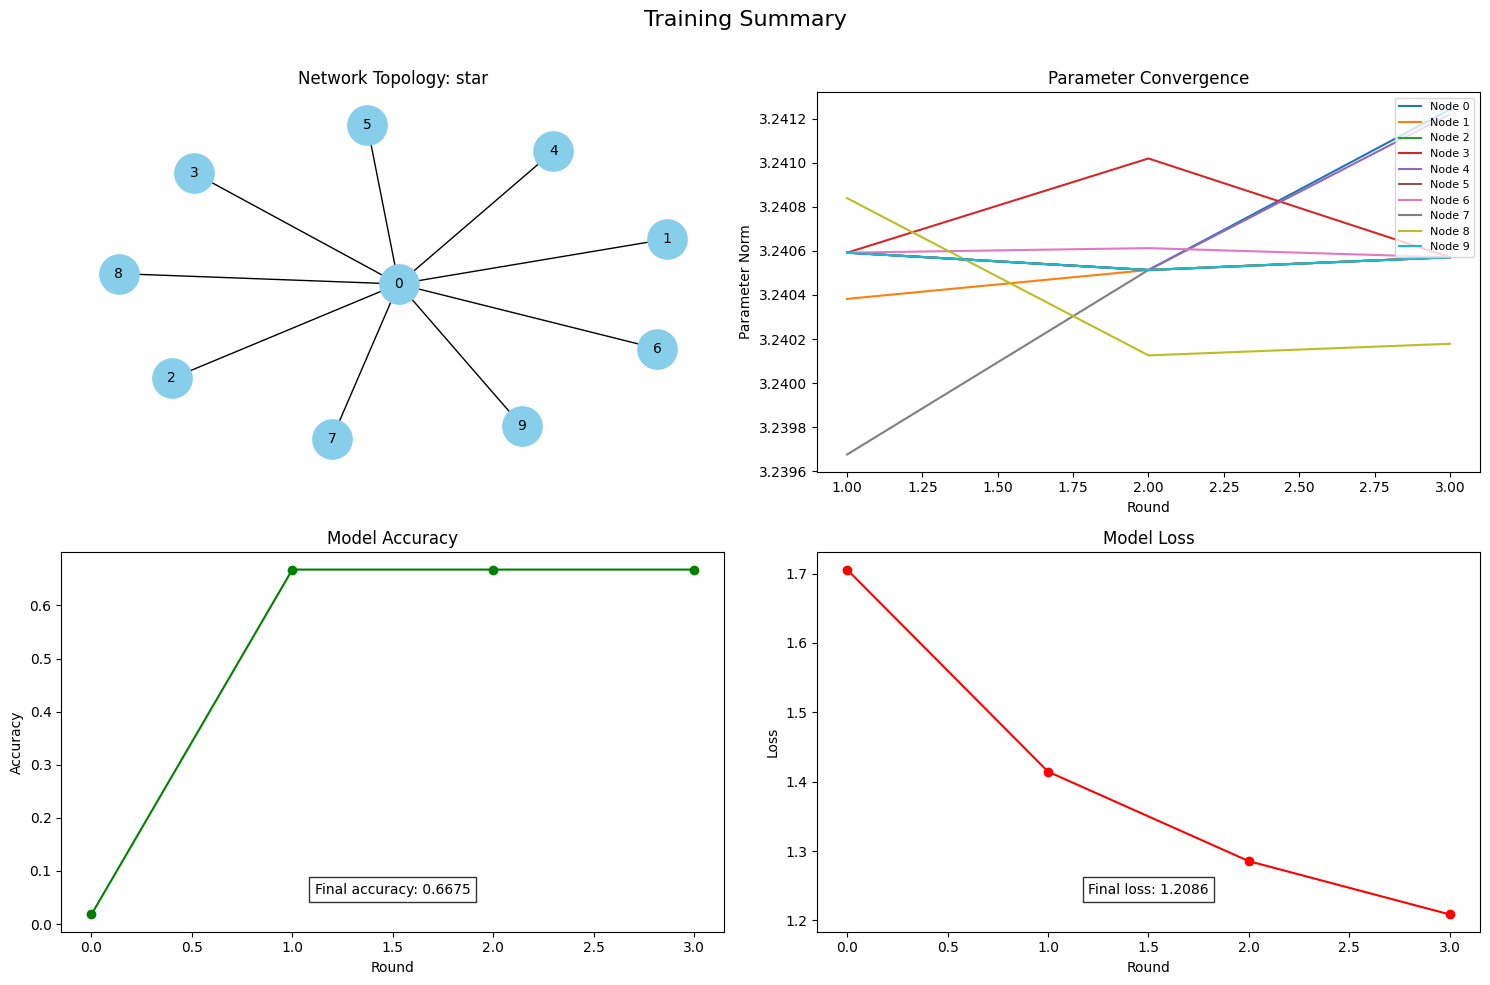 Training Summary
Network Topology: star
5
4
3
1
8
0
6
2
9
7
Parameter Convergence
Parameter Norm
3.2412
3.2410
3.2408
3.2406
3.2404
3.2402
3.2400
3.2398
3.2396
1.00 1.25 1.50 1.75 2.00 2.25 2.50 2.75 3.00
Round
Node 0
Node 1
Node 2
Node 3
Node 4
Node 5
Node 6
Node 7
Node 8
Node 9
Model Accuracy
Accuracy
0.6
0.5
0.4
0.3
0.2
0.1
0.0
Final accuracy: 0.6675
0.0 0.5 1.0 1.5 2.0 2.5 3.0
Round
Model Loss
Loss
1.7
1.6
1.5
1.4
1.3
1.2
Final loss: 1.2086
0.0 0.5 1.0 1.5 2.0 2.5 3.0
Round